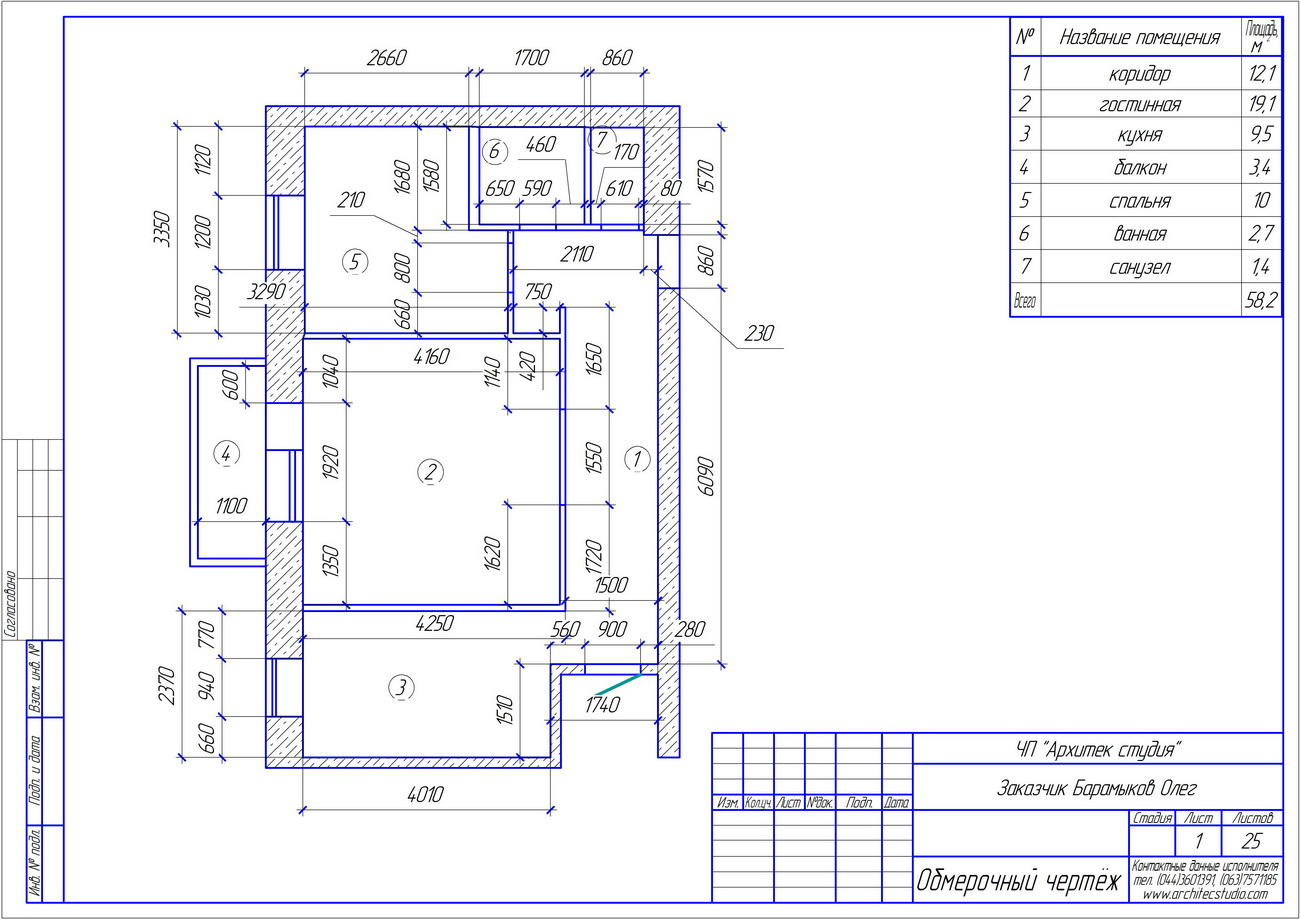 № Название помещения Площадь, м²
1 коридор 12,1
2 гостинная 19,1
3 кухня 9,5
4 балкон 3,4
5 спальня 10
6 ванная 2,7
7 санузел 1,4
Всего 58,2
2660 1700 860
3350
1120
1200
1030
1680
1580
6
460
7
170
650 590 610 80
1570
210
5
800
660
2110
860
3290
750
230
4160
1040
1140
420
1650
600
4
1100
2
1920
1350
1620
1550
1720
1
6090
1500
4250
560 900 280
2370
770
940
660
3
1510
1740
4010
Согласовано
Взам. инв. №
Подп. и дата
Инв. № подл.
Изм. Кол.уч. Лист №док. Подп. Дата
ЧП "Архитек студия"
Заказчик Барамыков Олег
Стадия Лист Листов
1 25
Обмерочный чертёж
Контактные данные исполнителя
тел. (044)3601391, (063)7571185
www.architecstudio.com